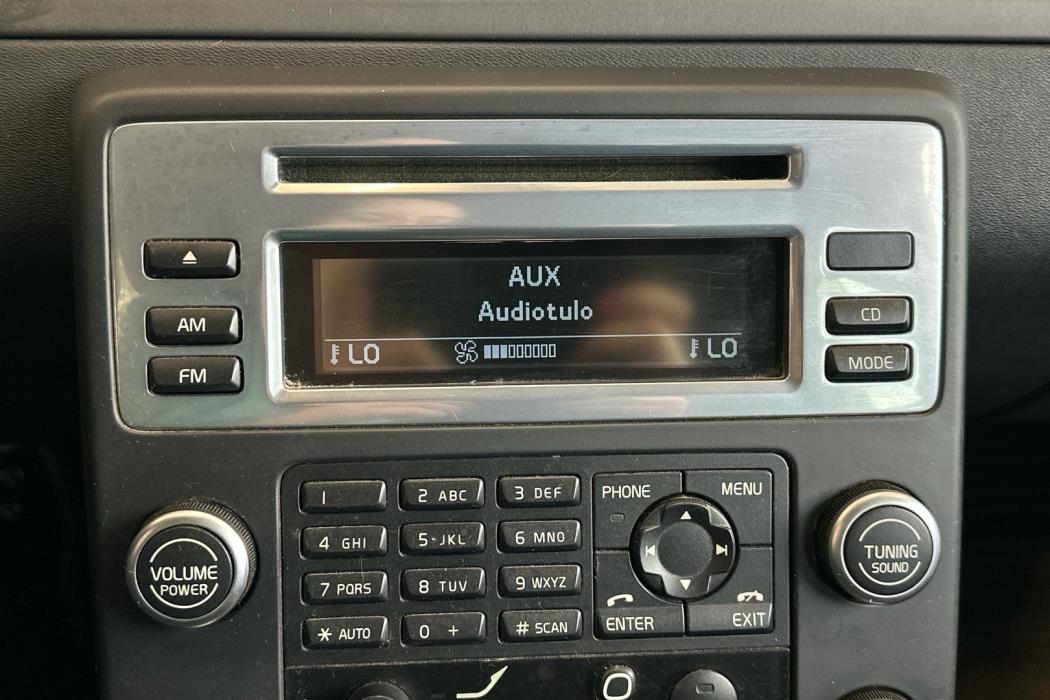 AUX
Audiotulo
LO LO
AM
FM
CD
MODE
1
2 ABC
3 DEF
4 GHI
5 JKL
6 MNO
7 PQRS
8 TUV
9 WXYZ
* AUTO
0 +
# SCAN
PHONE
MENU
ENTER
EXIT
VOLUME
POWER
TUNING
SOUND